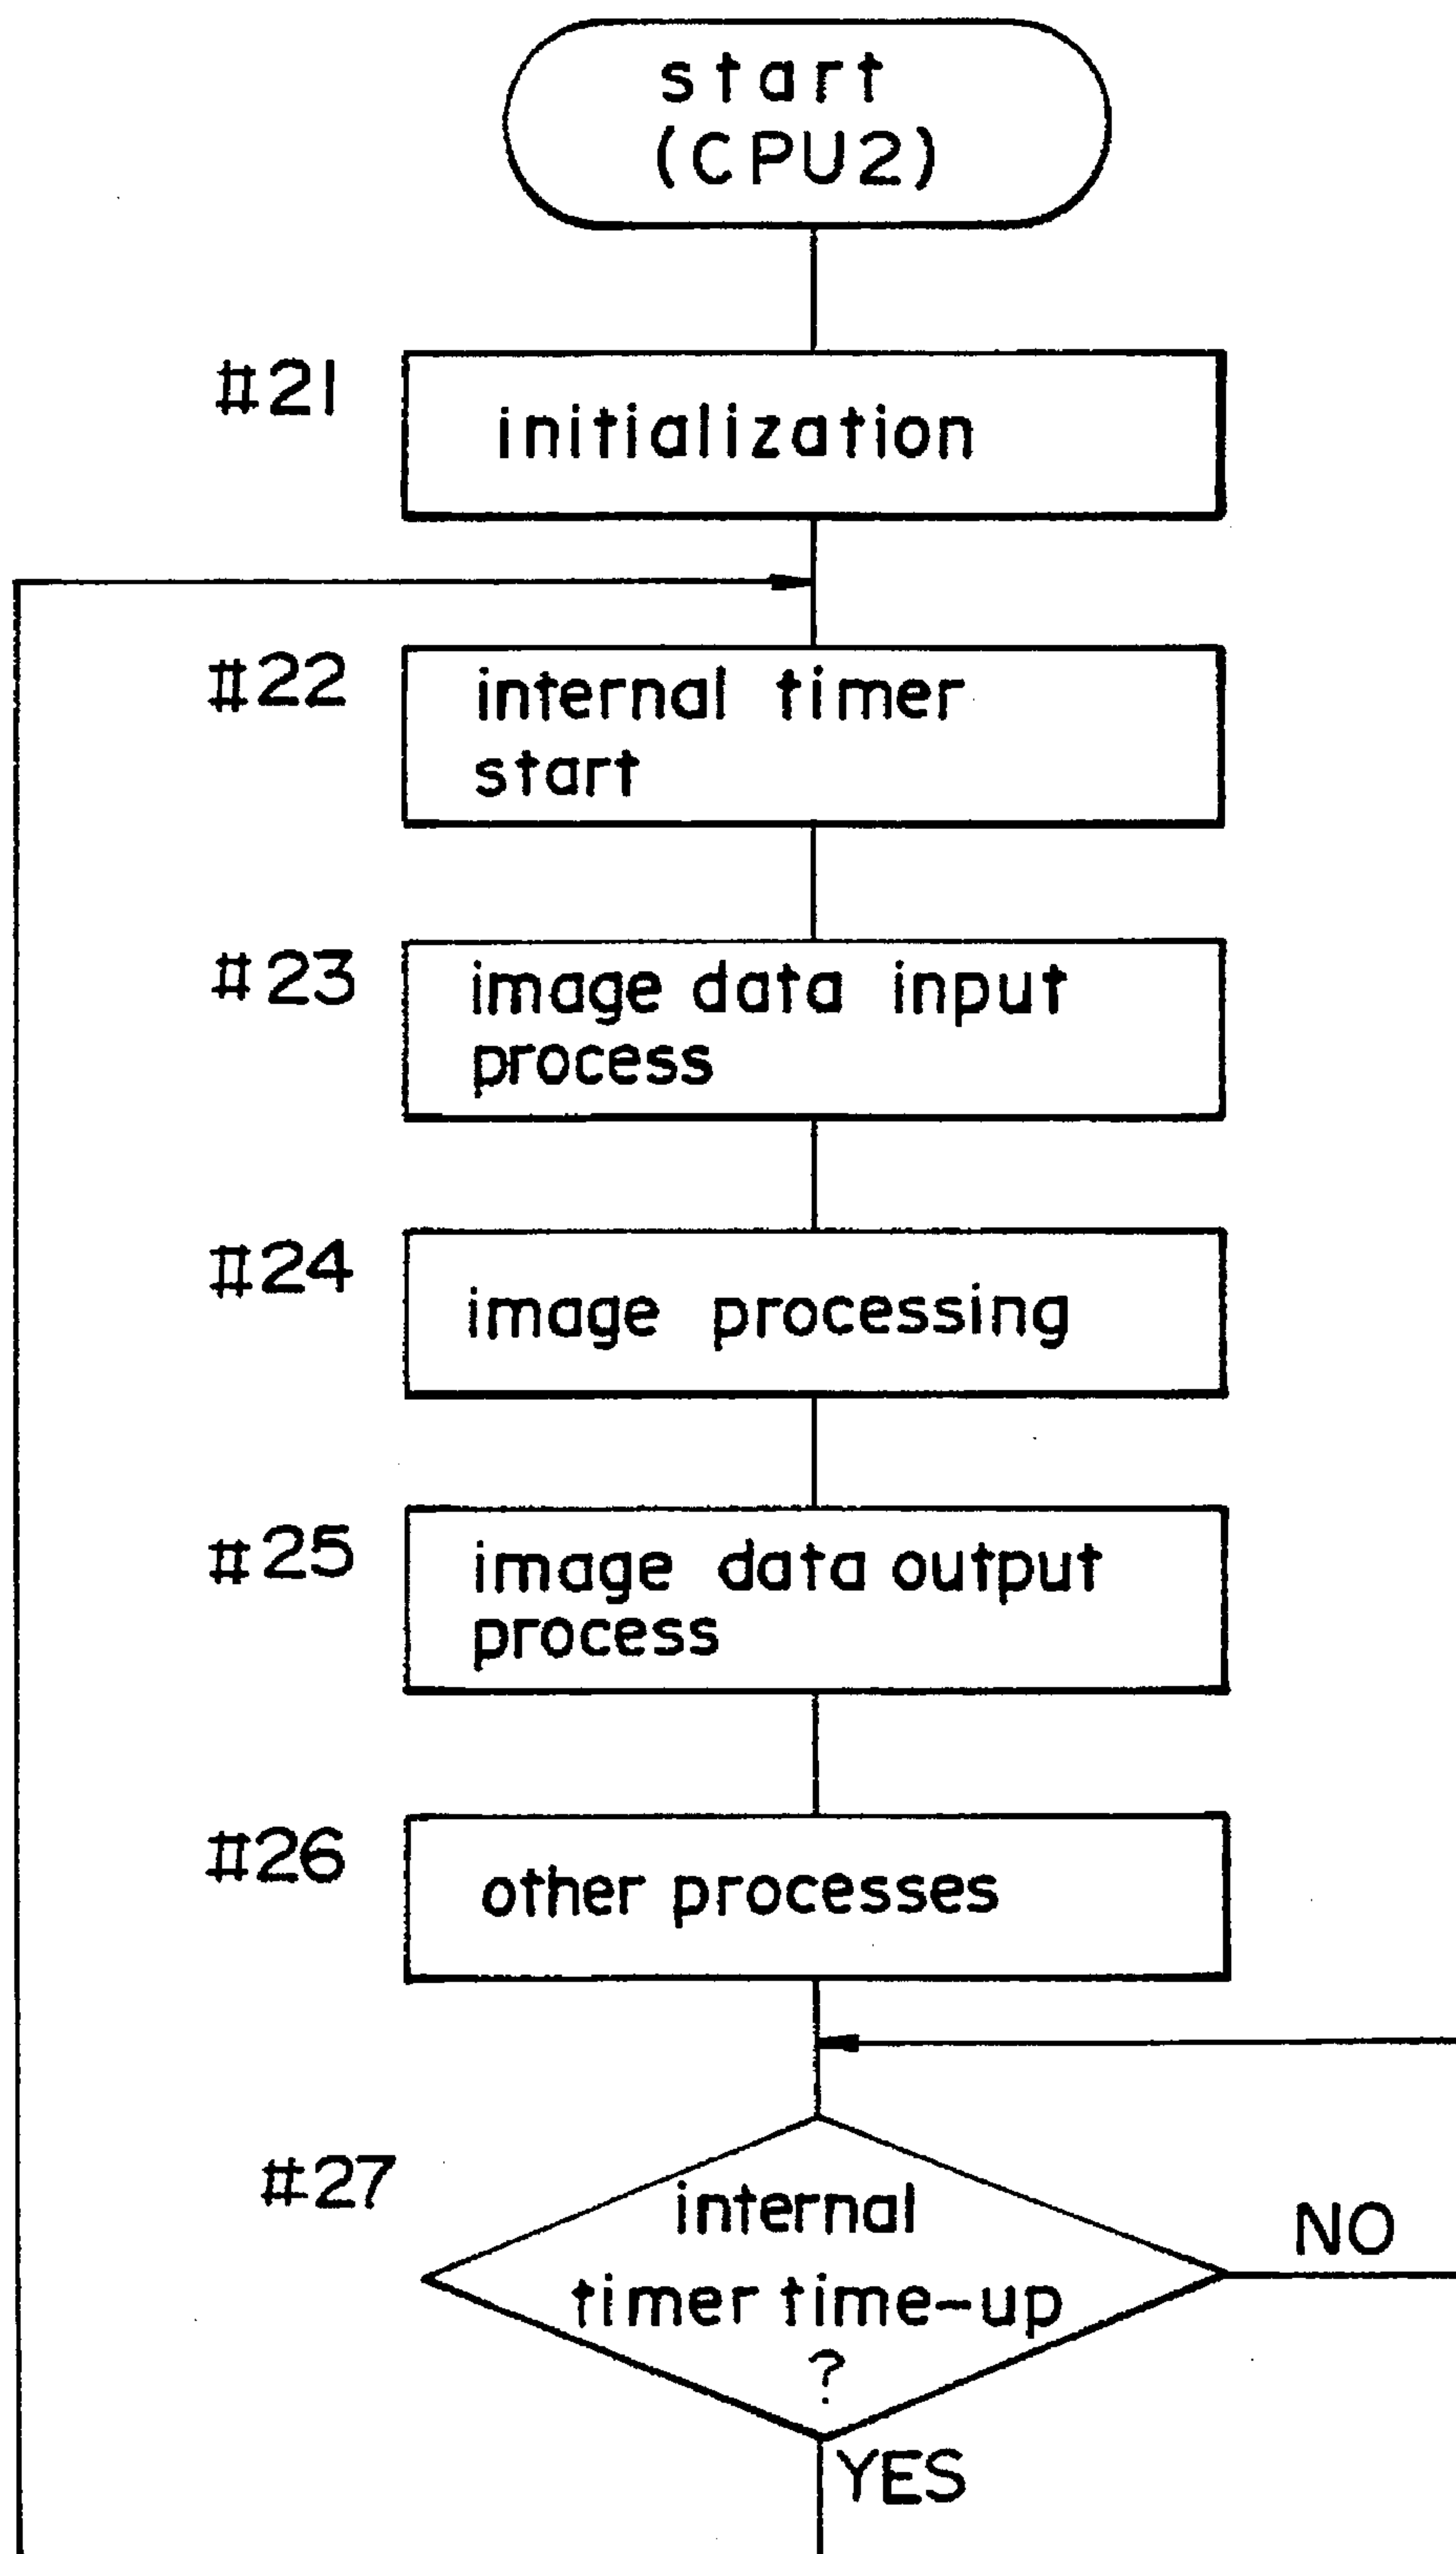 start
(CPU2)
#21
initialization
#22
internal timer
start
#23
image data input
process
#24
image processing
#25
image data output
process
#26
other processes
#27
internal
timer time-up
?
NO
YES